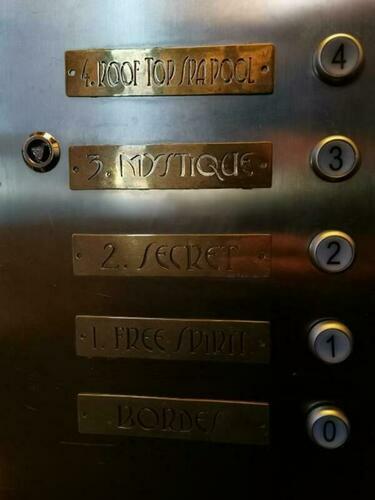 4. ROOF TOP SPA POOL 4
3. MYSTIQUE 3
2. SECRET 2
1. FREE SPIRIT 1
BORDES 0